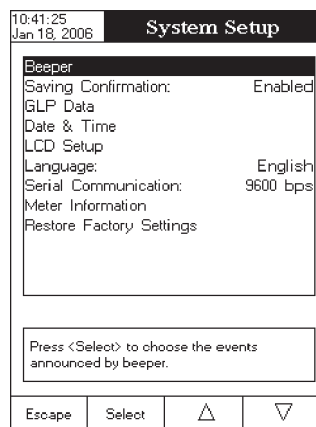 10:41:25
Jan 18, 2006
System Setup
Beeper
Saving Confirmation: Enabled
GLP Data
Date & Time
LCD Setup
Language: English
Serial Communication: 9600 bps
Meter Information
Restore Factory Settings
Press <Select> to choose the events
announced by beeper.
Escape Select △ ▽